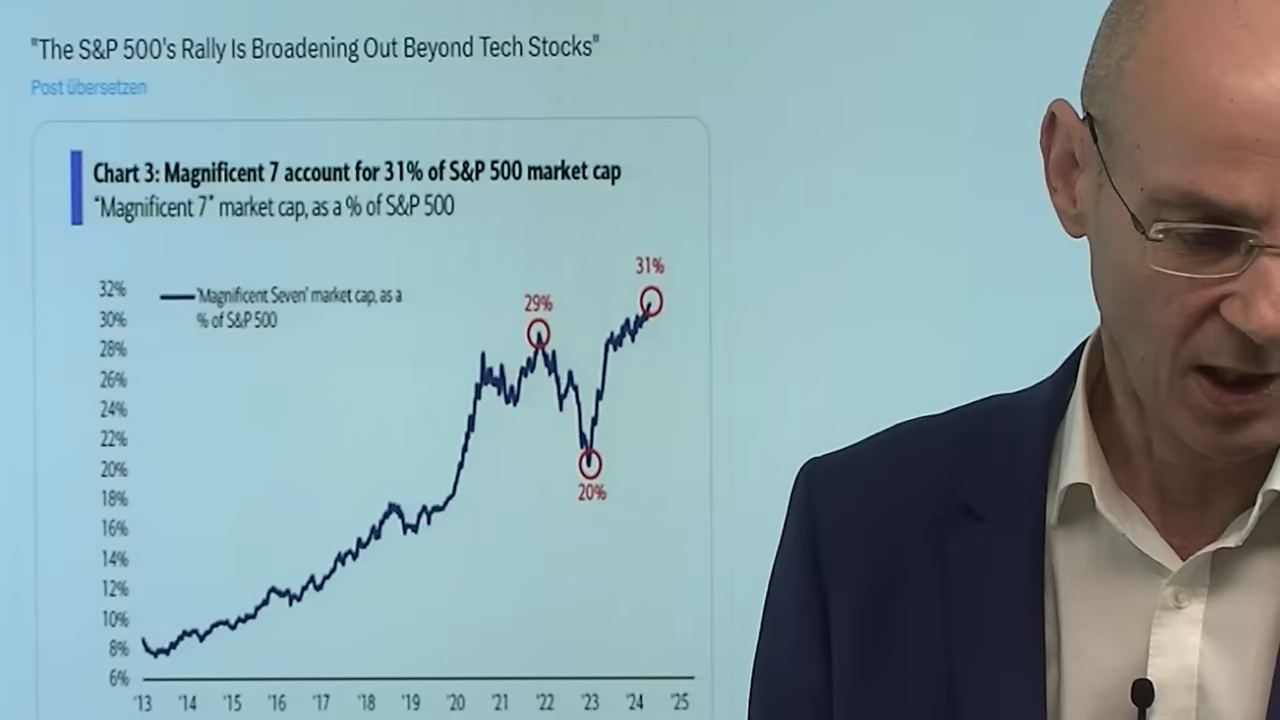 "The S&P 500's Rally Is Broadening Out Beyond Tech Stocks"
Post übersetzen
Chart 3: Magnificent 7 account for 31% of S&P 500 market cap
"Magnificent 7" market cap, as a % of S&P 500
31%
32%
'Magnificent Seven' market cap, as a
29%
30%
% of S&P 500
28%
26%
24%
22%
20%
20%
18%
16%
14%
12%
10%
8%
6%
'13 '14 '15 '16 '17 '18 '19 '20 '21 '22 '23 '24 '25